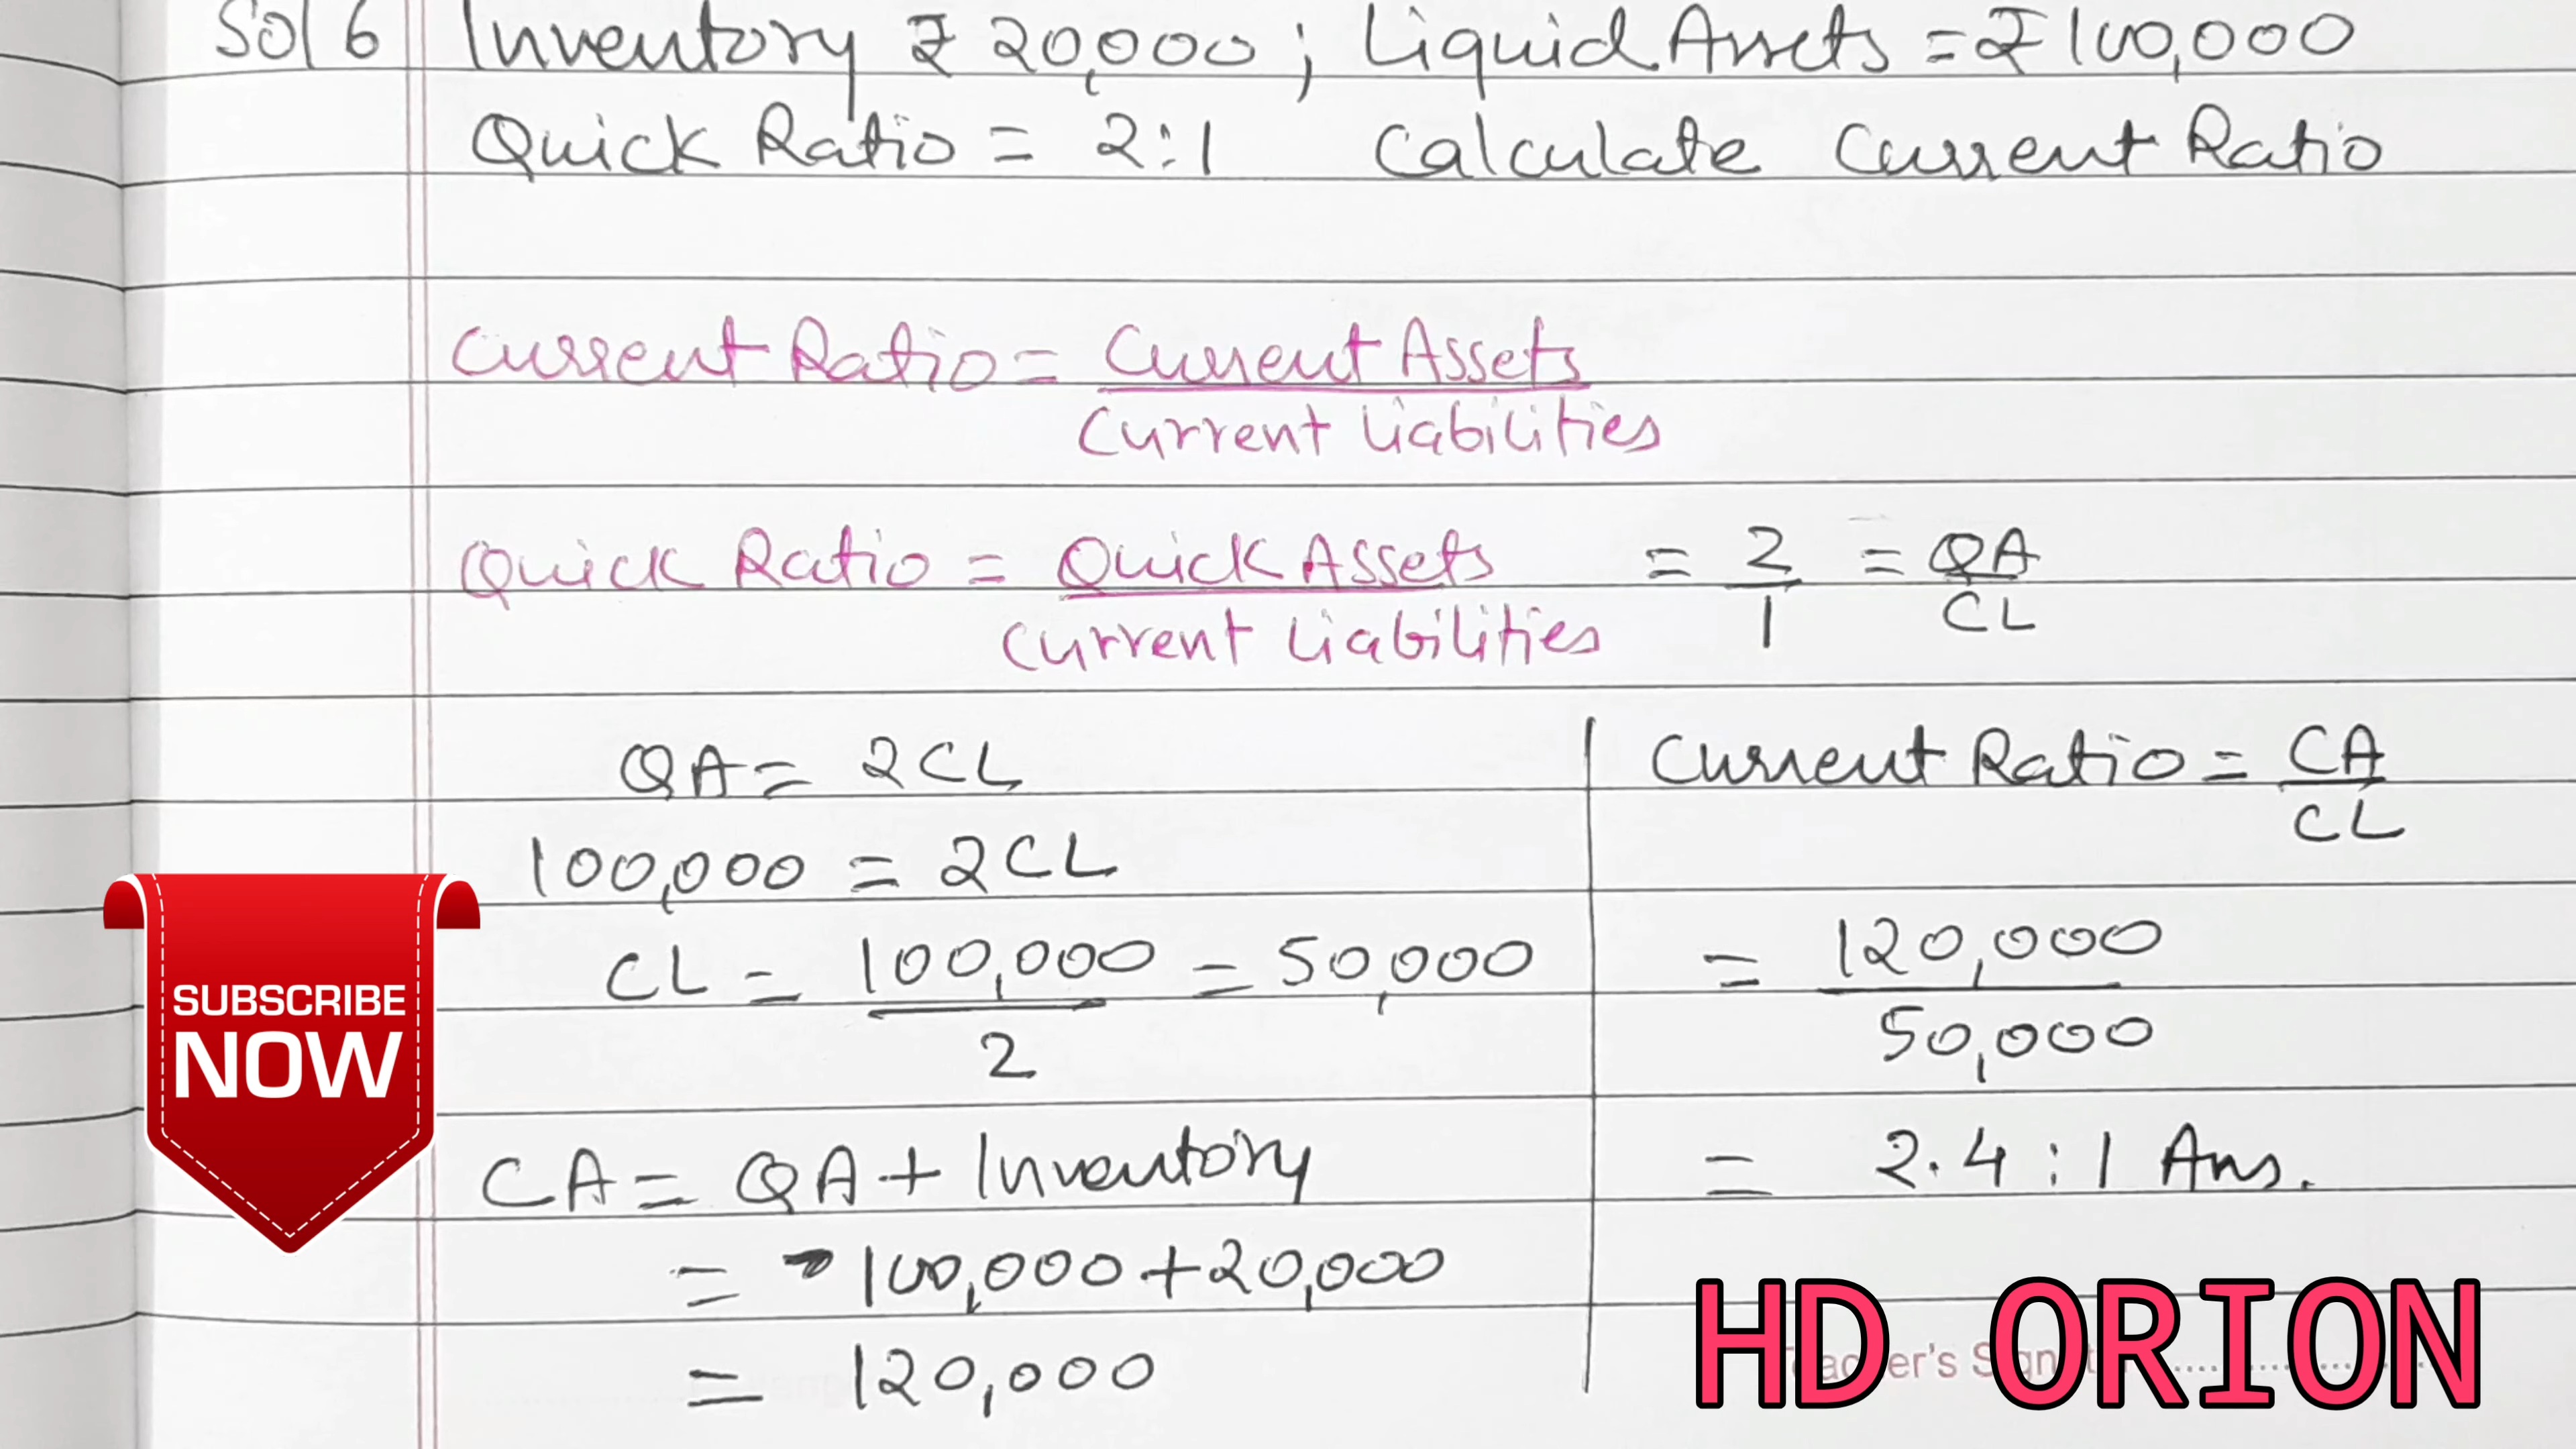 Sol 6 Inventory ₹ 20,000 ; Liquid Assets = ₹ 100,000
Quick Ratio = 2:1 Calculate Current Ratio
Current Ratio = Current Assets
Current Liabilities
Quick Ratio = Quick Assets = 2 = QA
Current Liabilities 1 CL
QA = 2CL
100,000 = 2CL
CL = 100,000 = 50,000
2
CA = QA + Inventory
= 100,000 + 20,000
= 120,000
Current Ratio = CA
CL
= 120,000
50,000
= 2.4 : 1 Ans.
SUBSCRIBE
NOW
HD ORION